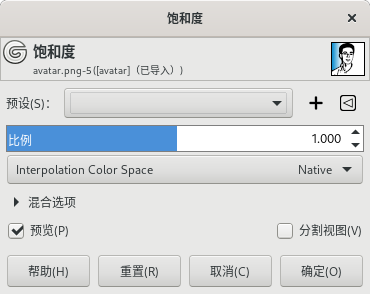 饱和度
饱和度
avatar.png-5 ([avatar]（已导入）)
预设(S)：
比例 1.000
Interpolation Color Space Native
混合选项
预览(P) 分割视图(V)
帮助(H) 重置(R) 取消(C) 确定(O)